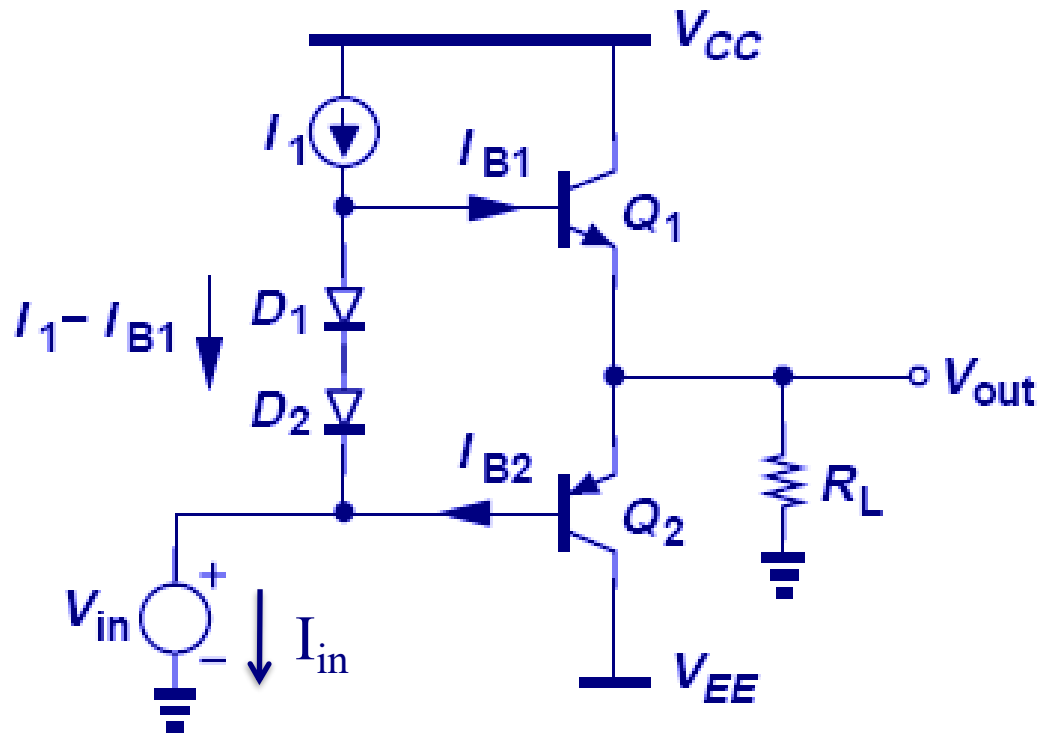 VCC
I1
IB1
Q1
I1 − IB1
D1
Vout
D2
IB2
RL
Q2
+
Vin
Iin
−
VEE